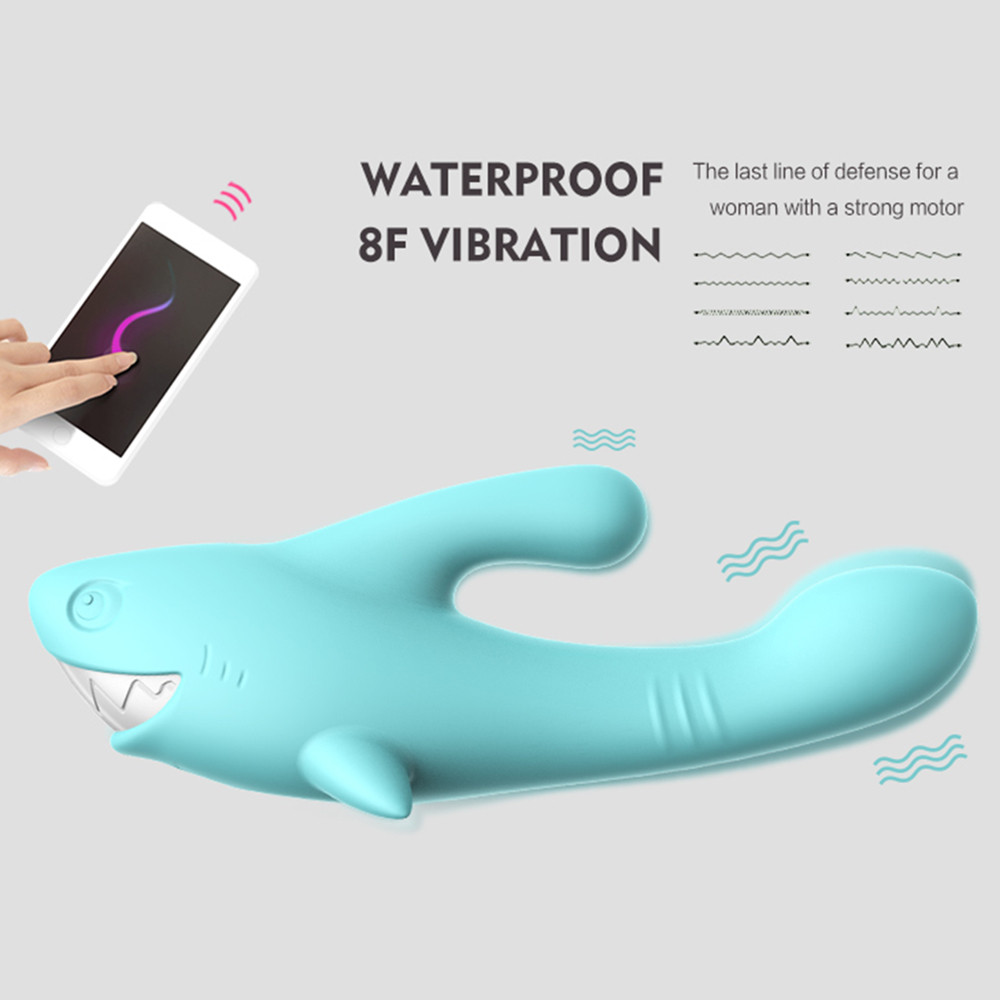 WATERPROOF
8F VIBRATION
The last line of defense for a
woman with a strong motor